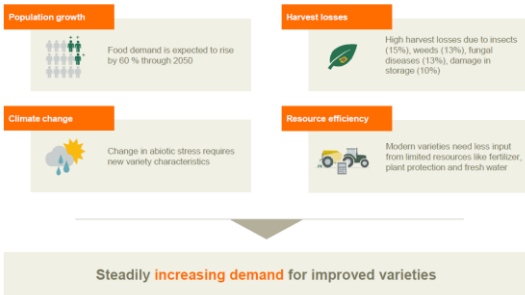 Population growth
Food demand is expected to rise
by 60 % through 2050
Harvest losses
High harvest losses due to insects
(15%), weeds (13%), fungal
diseases (13%), damage in
storage (10%)
Climate change
Change in abiotic stress requires
new variety characteristics
Resource efficiency
Modern varieties need less input
from limited resources like fertilizer,
plant protection and fresh water
Steadily increasing demand for improved varieties